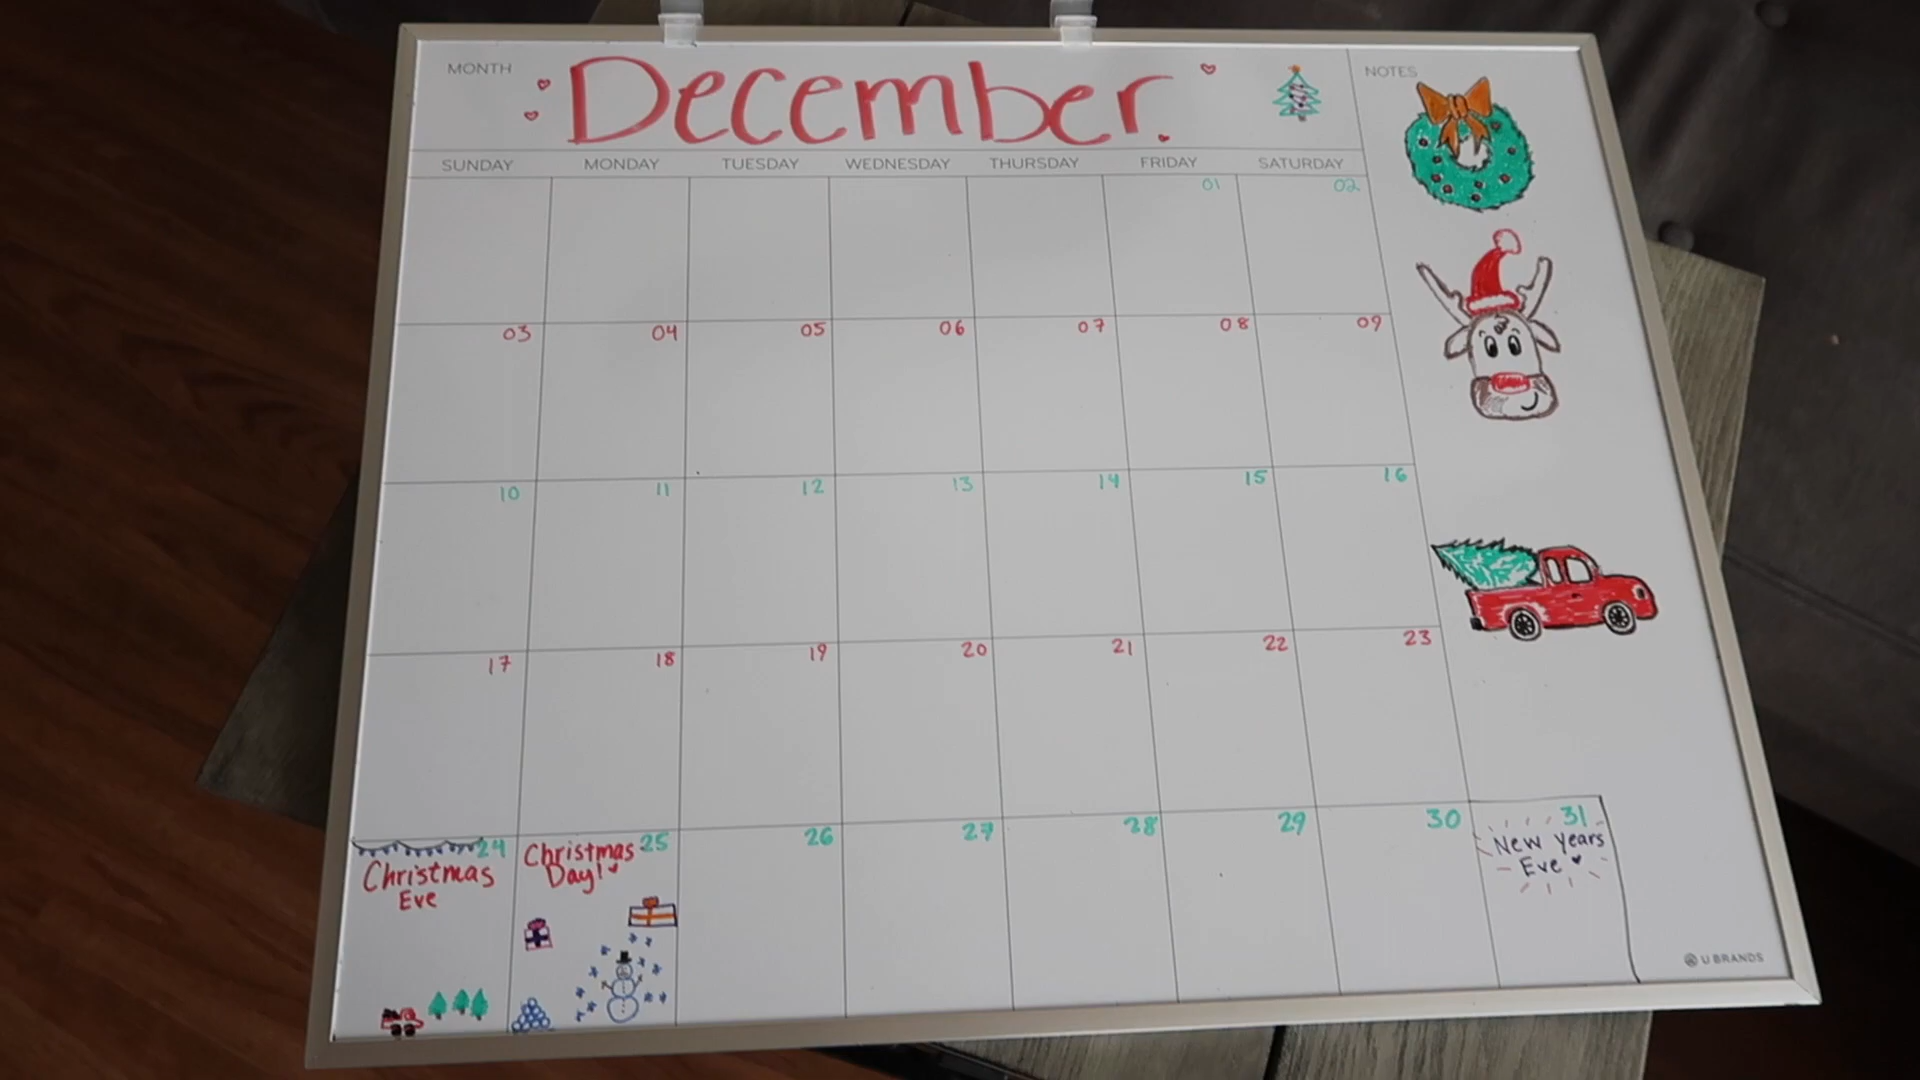 MONTH
December.
NOTES
SUNDAY MONDAY TUESDAY WEDNESDAY THURSDAY FRIDAY SATURDAY
01 02
03 04 05 06 07 08 09
10 11 12 13 14 15 16
17 18 19 20 21 22 23
24 25 26 27 28 29 30 31
Christmas
Eve
Christmas
Day!
New Years
Eve
U BRANDS